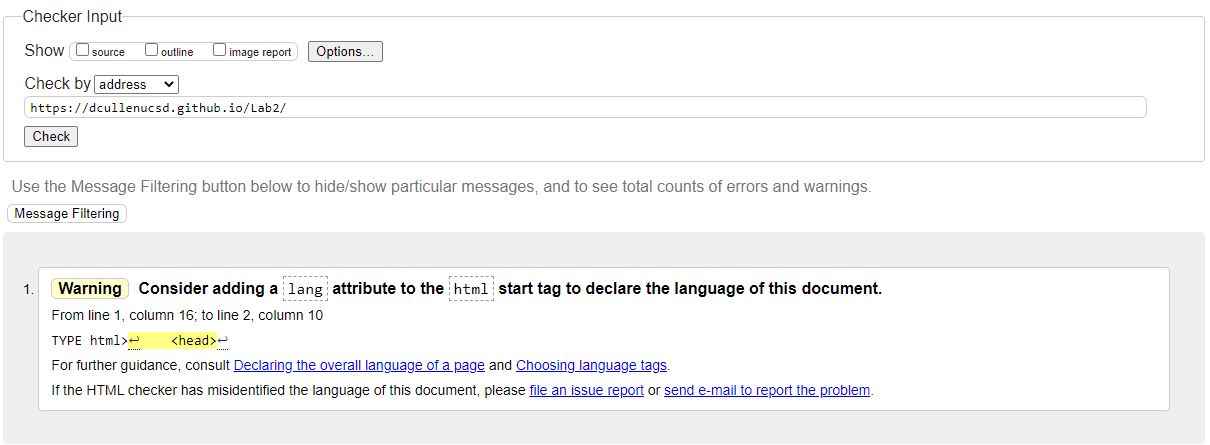 Checker Input
Show source outline image report Options...
Check by address
https://dcullenucsd.github.io/Lab2/
Check
Use the Message Filtering button below to hide/show particular messages, and to see total counts of errors and warnings.
Message Filtering
1. Warning Consider adding a lang attribute to the html start tag to declare the language of this document.
From line 1, column 16; to line 2, column 10
TYPE html>↩    <head>↩
For further guidance, consult Declaring the overall language of a page and Choosing language tags.
If the HTML checker has misidentified the language of this document, please file an issue report or send e-mail to report the problem.